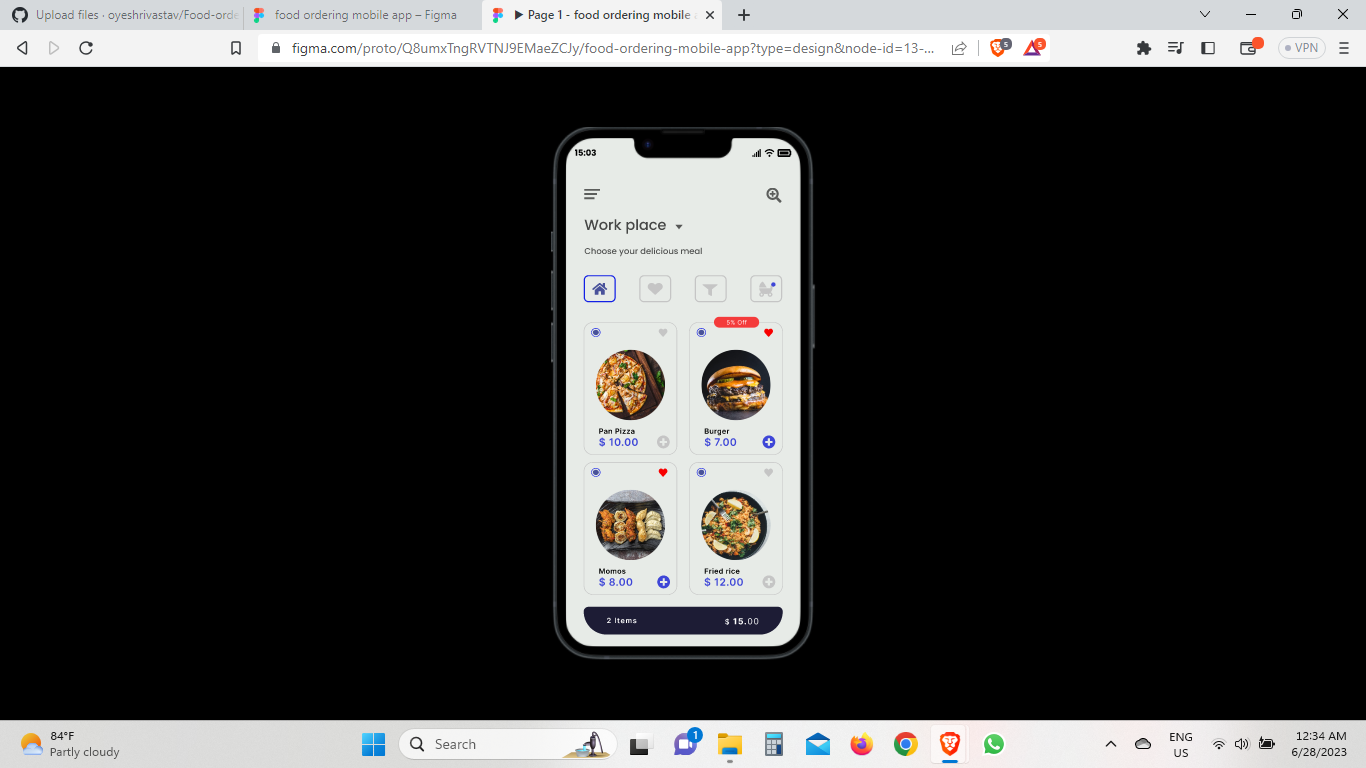 Upload files · oyeshrivastav/Food-orde
food ordering mobile app – Figma
▶ Page 1 - food ordering mobile a
figma.com/proto/Q8umxTngRVTNJ9EMaeZCJy/food-ordering-mobile-app?type=design&node-id=13-...
5
5
VPN
15:03
Work place
Choose your delicious meal
5% Off
Pan Pizza
$ 10.00
Burger
$ 7.00
Momos
$ 8.00
Fried rice
$ 12.00
2 Items
$ 15.00
84°F
Partly cloudy
Search
1
ENG
US
12:34 AM
6/28/2023